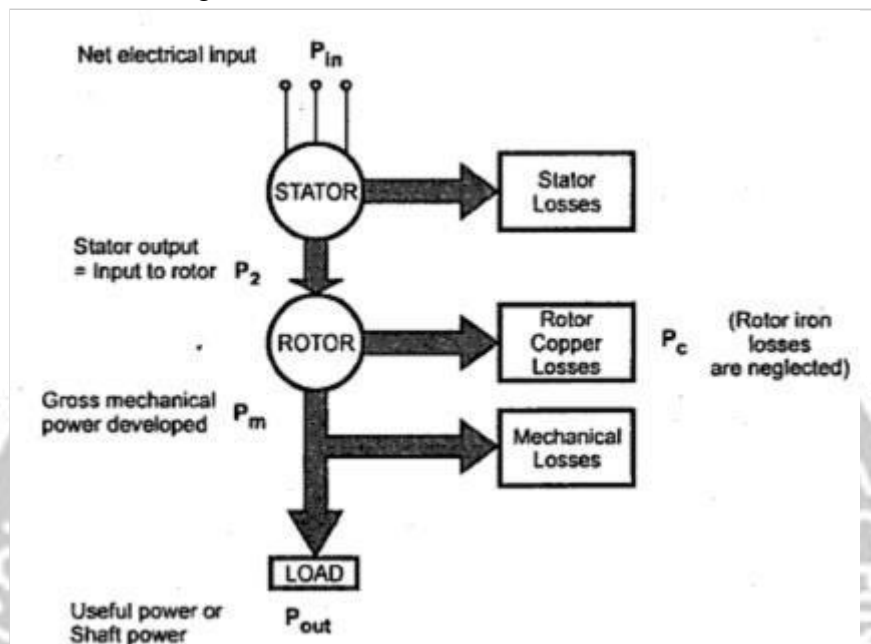 Net electrical input P_in
STATOR
Stator
Losses
Stator output
= Input to rotor P_2
ROTOR
Rotor
Copper
Losses
P_c
(Rotor iron
losses
are neglected)
Gross mechanical
power developed P_m
Mechanical
Losses
LOAD
Useful power or
Shaft power
P_out